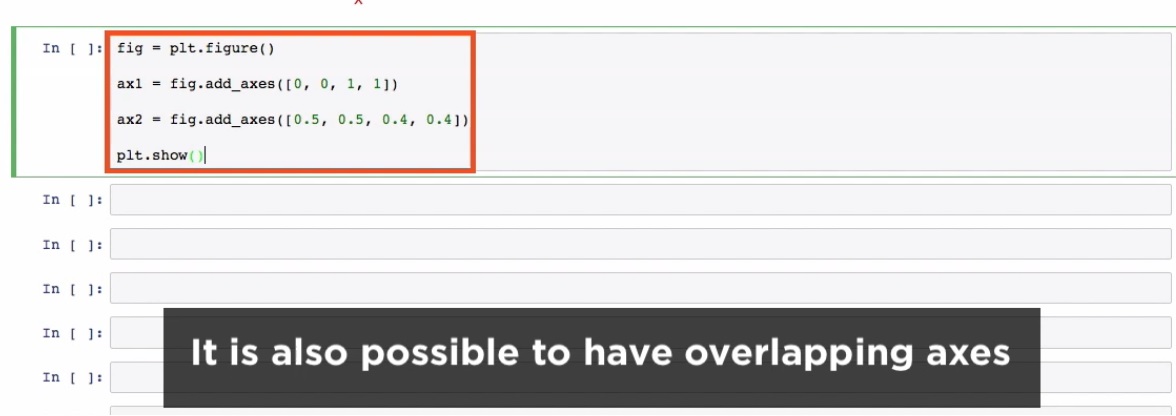 x
In [ ]: fig = plt.figure()
ax1 = fig.add_axes([0, 0, 1, 1])
ax2 = fig.add_axes([0.5, 0.5, 0.4, 0.4])
plt.show()
In [ ]:
In [ ]:
In [ ]:
In [ ]:
It is also possible to have overlapping axes
In [ ]: